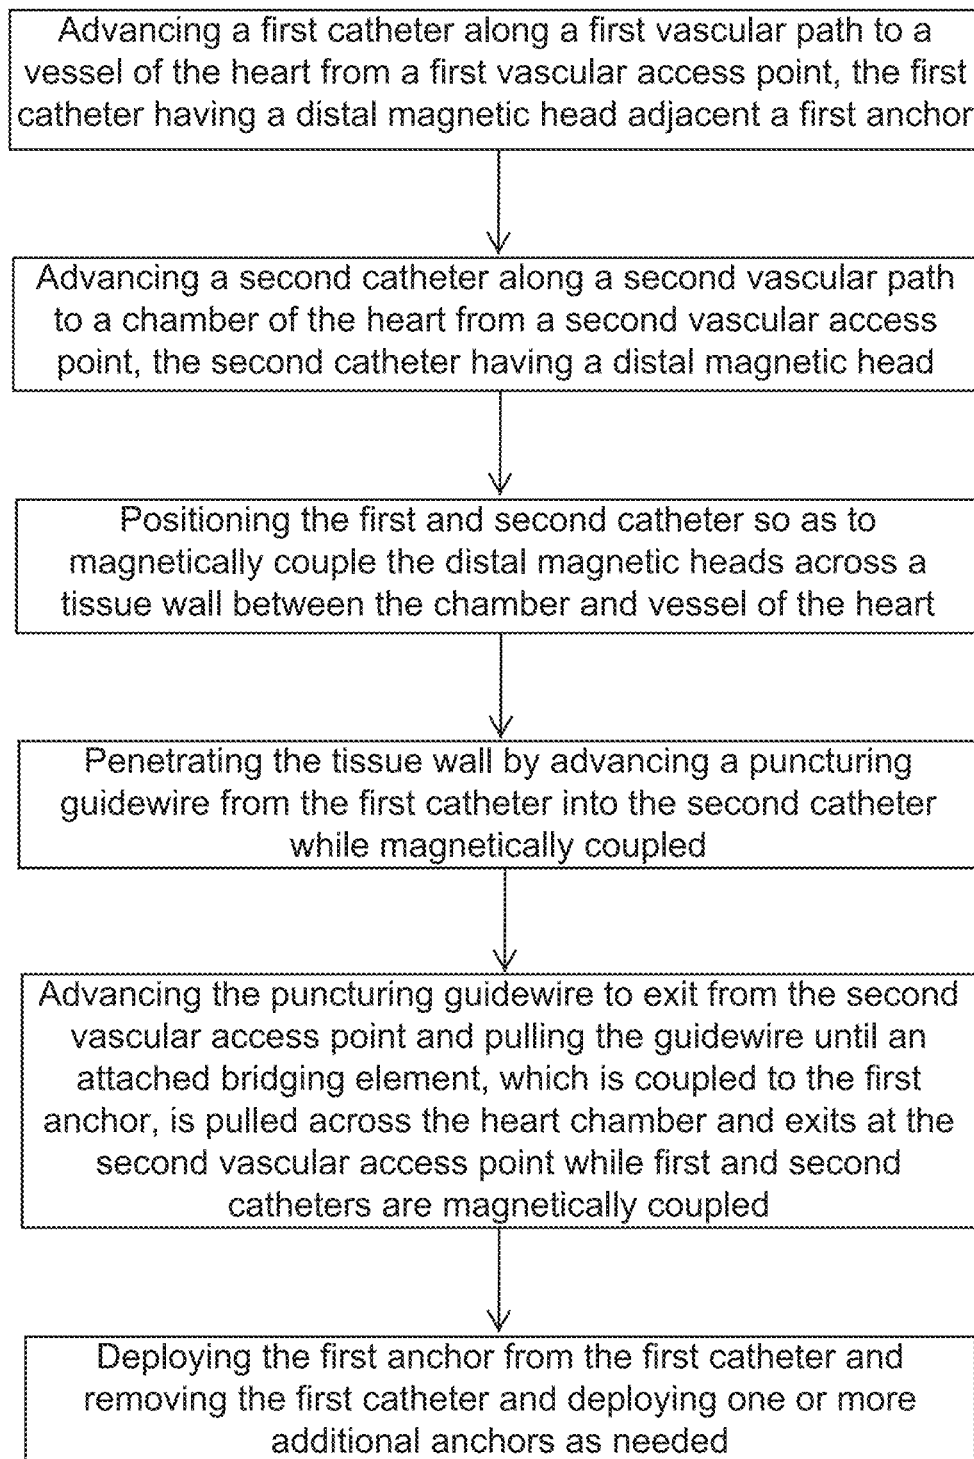 Advancing a first catheter along a first vascular path to a
vessel of the heart from a first vascular access point, the first
catheter having a distal magnetic head adjacent a first anchor
Advancing a second catheter along a second vascular path
to a chamber of the heart from a second vascular access
point, the second catheter having a distal magnetic head
Positioning the first and second catheter so as to
magnetically couple the distal magnetic heads across a
tissue wall between the chamber and vessel of the heart
Penetrating the tissue wall by advancing a puncturing
guidewire from the first catheter into the second catheter
while magnetically coupled
Advancing the puncturing guidewire to exit from the second
vascular access point and pulling the guidewire until an
attached bridging element, which is coupled to the first
anchor, is pulled across the heart chamber and exits at the
second vascular access point while first and second
catheters are magnetically coupled
Deploying the first anchor from the first catheter and
removing the first catheter and deploying one or more
additional anchors as needed